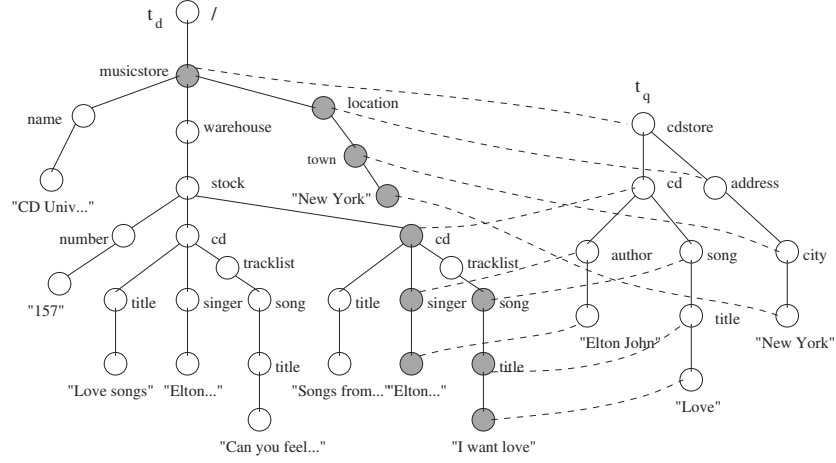 t d /
musicstore
t q
location
cdstore
name
warehouse
town
stock
"New York"
cd
address
"CD Univ..."
number
cd
cd
tracklist
tracklist
author
song
city
"157"
title
singer
song
title
singer
song
"Elton John"
title
"New York"
title
title
"Love songs"
"Elton..."
"Songs from..."
"Elton..."
"Love"
"Can you feel..."
"I want love"